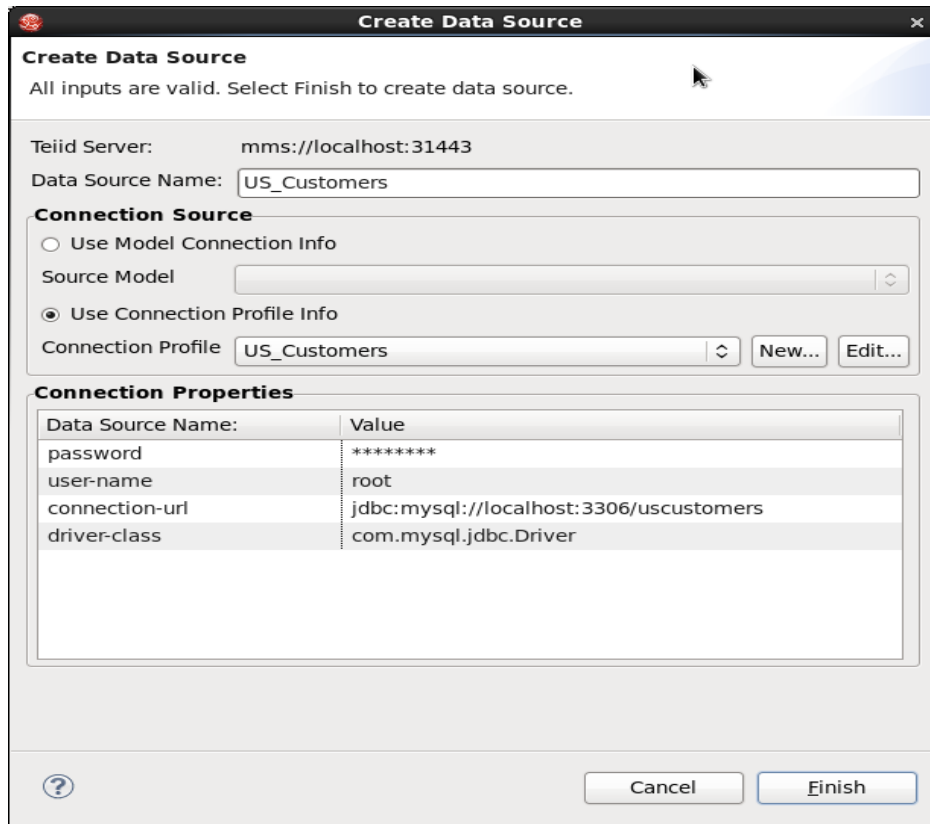 Create Data Source
Create Data Source
All inputs are valid. Select Finish to create data source.
Teiid Server: mms://localhost:31443
Data Source Name: US_Customers
Connection Source
Use Model Connection Info
Source Model
Use Connection Profile Info
Connection Profile US_Customers New... Edit...
Connection Properties
Data Source Name: Value
password ********
user-name root
connection-url jdbc:mysql://localhost:3306/uscustomers
driver-class com.mysql.jdbc.Driver
? Cancel Finish